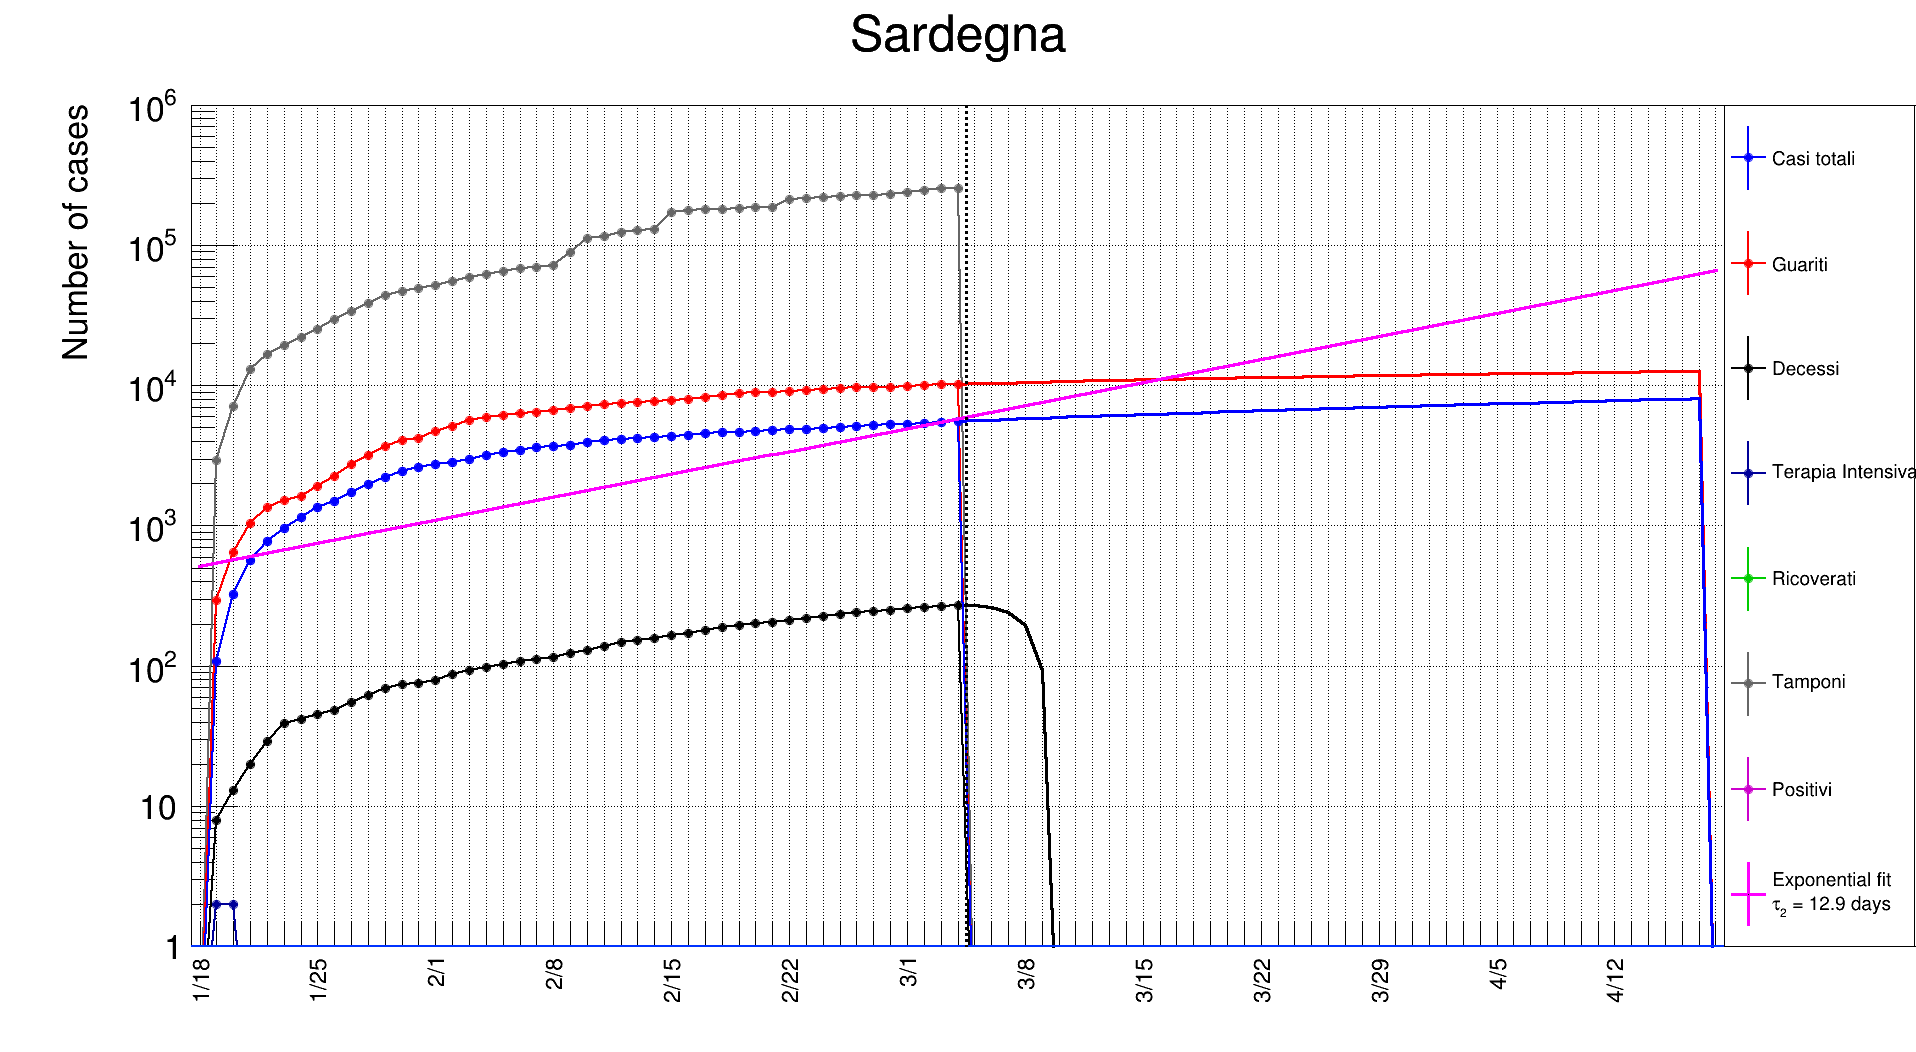 Sardegna
Number of cases
10^6
10^5
10^4
10^3
10^2
10
1
1/18
1/25
2/1
2/8
2/15
2/22
3/1
3/8
3/15
3/22
3/29
4/5
4/12
Casi totali
Guariti
Decessi
Terapia Intensiva
Ricoverati
Tamponi
Positivi
Exponential fit
τ_2 = 12.9 days